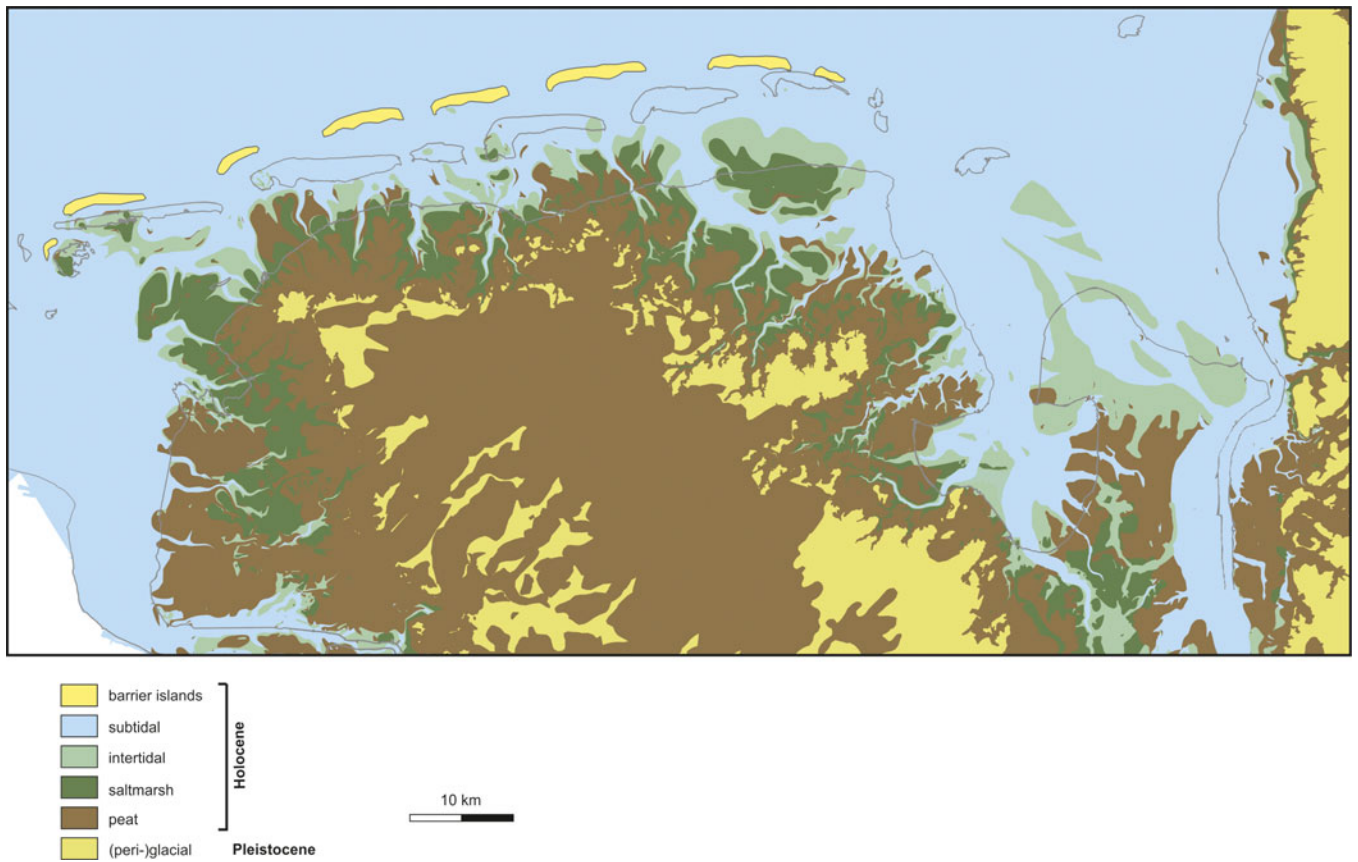 barrier islands
subtidal
intertidal
saltmarsh
peat
(peri-)glacial
Holocene
Pleistocene
10 km